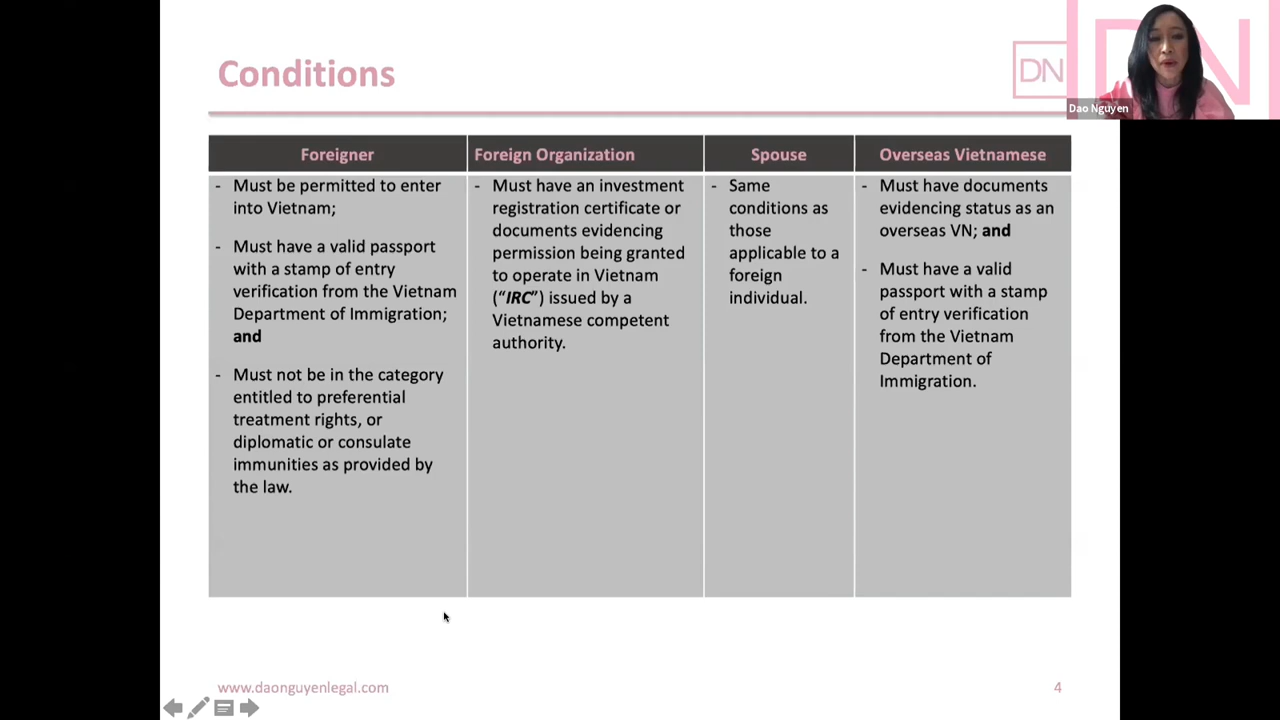 Conditions
DN
DN
Dao Nguyen
Foreigner
- Must be permitted to enter
into Vietnam;
- Must have a valid passport
with a stamp of entry
verification from the Vietnam
Department of Immigration;
and
- Must not be in the category
entitled to preferential
treatment rights, or
diplomatic or consulate
immunities as provided by
the law.
Foreign Organization
- Must have an investment
registration certificate or
documents evidencing
permission being granted
to operate in Vietnam
(“IRC”) issued by a
Vietnamese competent
authority.
Spouse
- Same
conditions as
those
applicable to a
foreign
individual.
Overseas Vietnamese
- Must have documents
evidencing status as an
overseas VN; and
- Must have a valid
passport with a stamp
of entry verification
from the Vietnam
Department of
Immigration.
www.daonguyenlegal.com
4